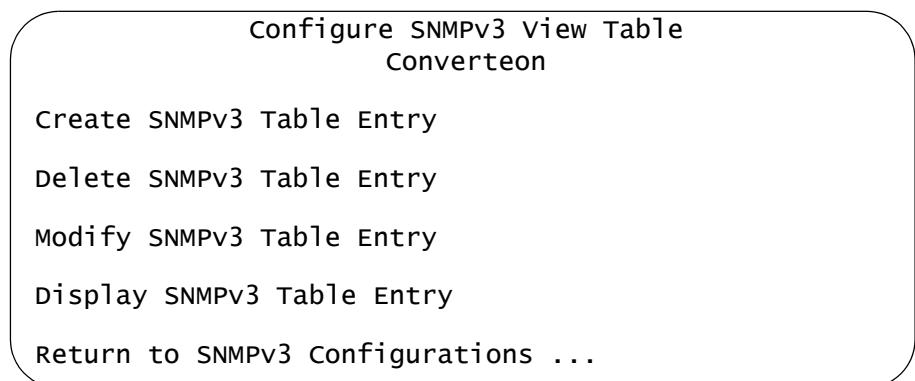 Configure SNMPv3 View Table
Converteon
Create SNMPv3 Table Entry
Delete SNMPv3 Table Entry
Modify SNMPv3 Table Entry
Display SNMPv3 Table Entry
Return to SNMPv3 Configurations ...